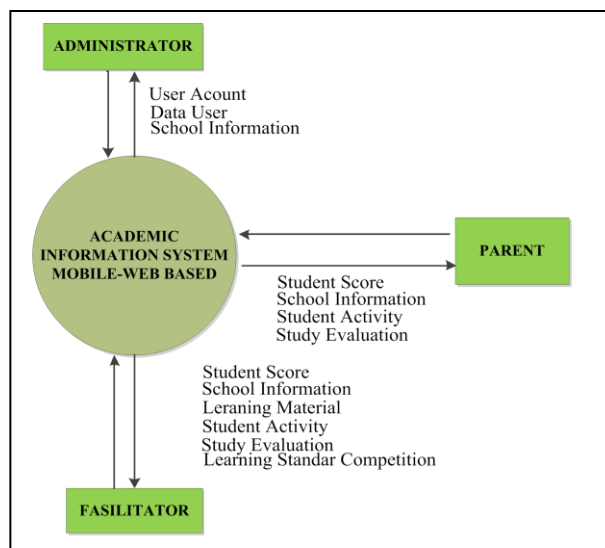 ADMINISTRATOR
User Acount
Data User
School Information
ACADEMIC
INFORMATION SYSTEM
MOBILE-WEB BASED
PARENT
Student Score
School Information
Student Activity
Study Evaluation
Student Score
School Information
Leraning Material
Student Activity
Study Evaluation
Learning Standar Competition
FASILITATOR